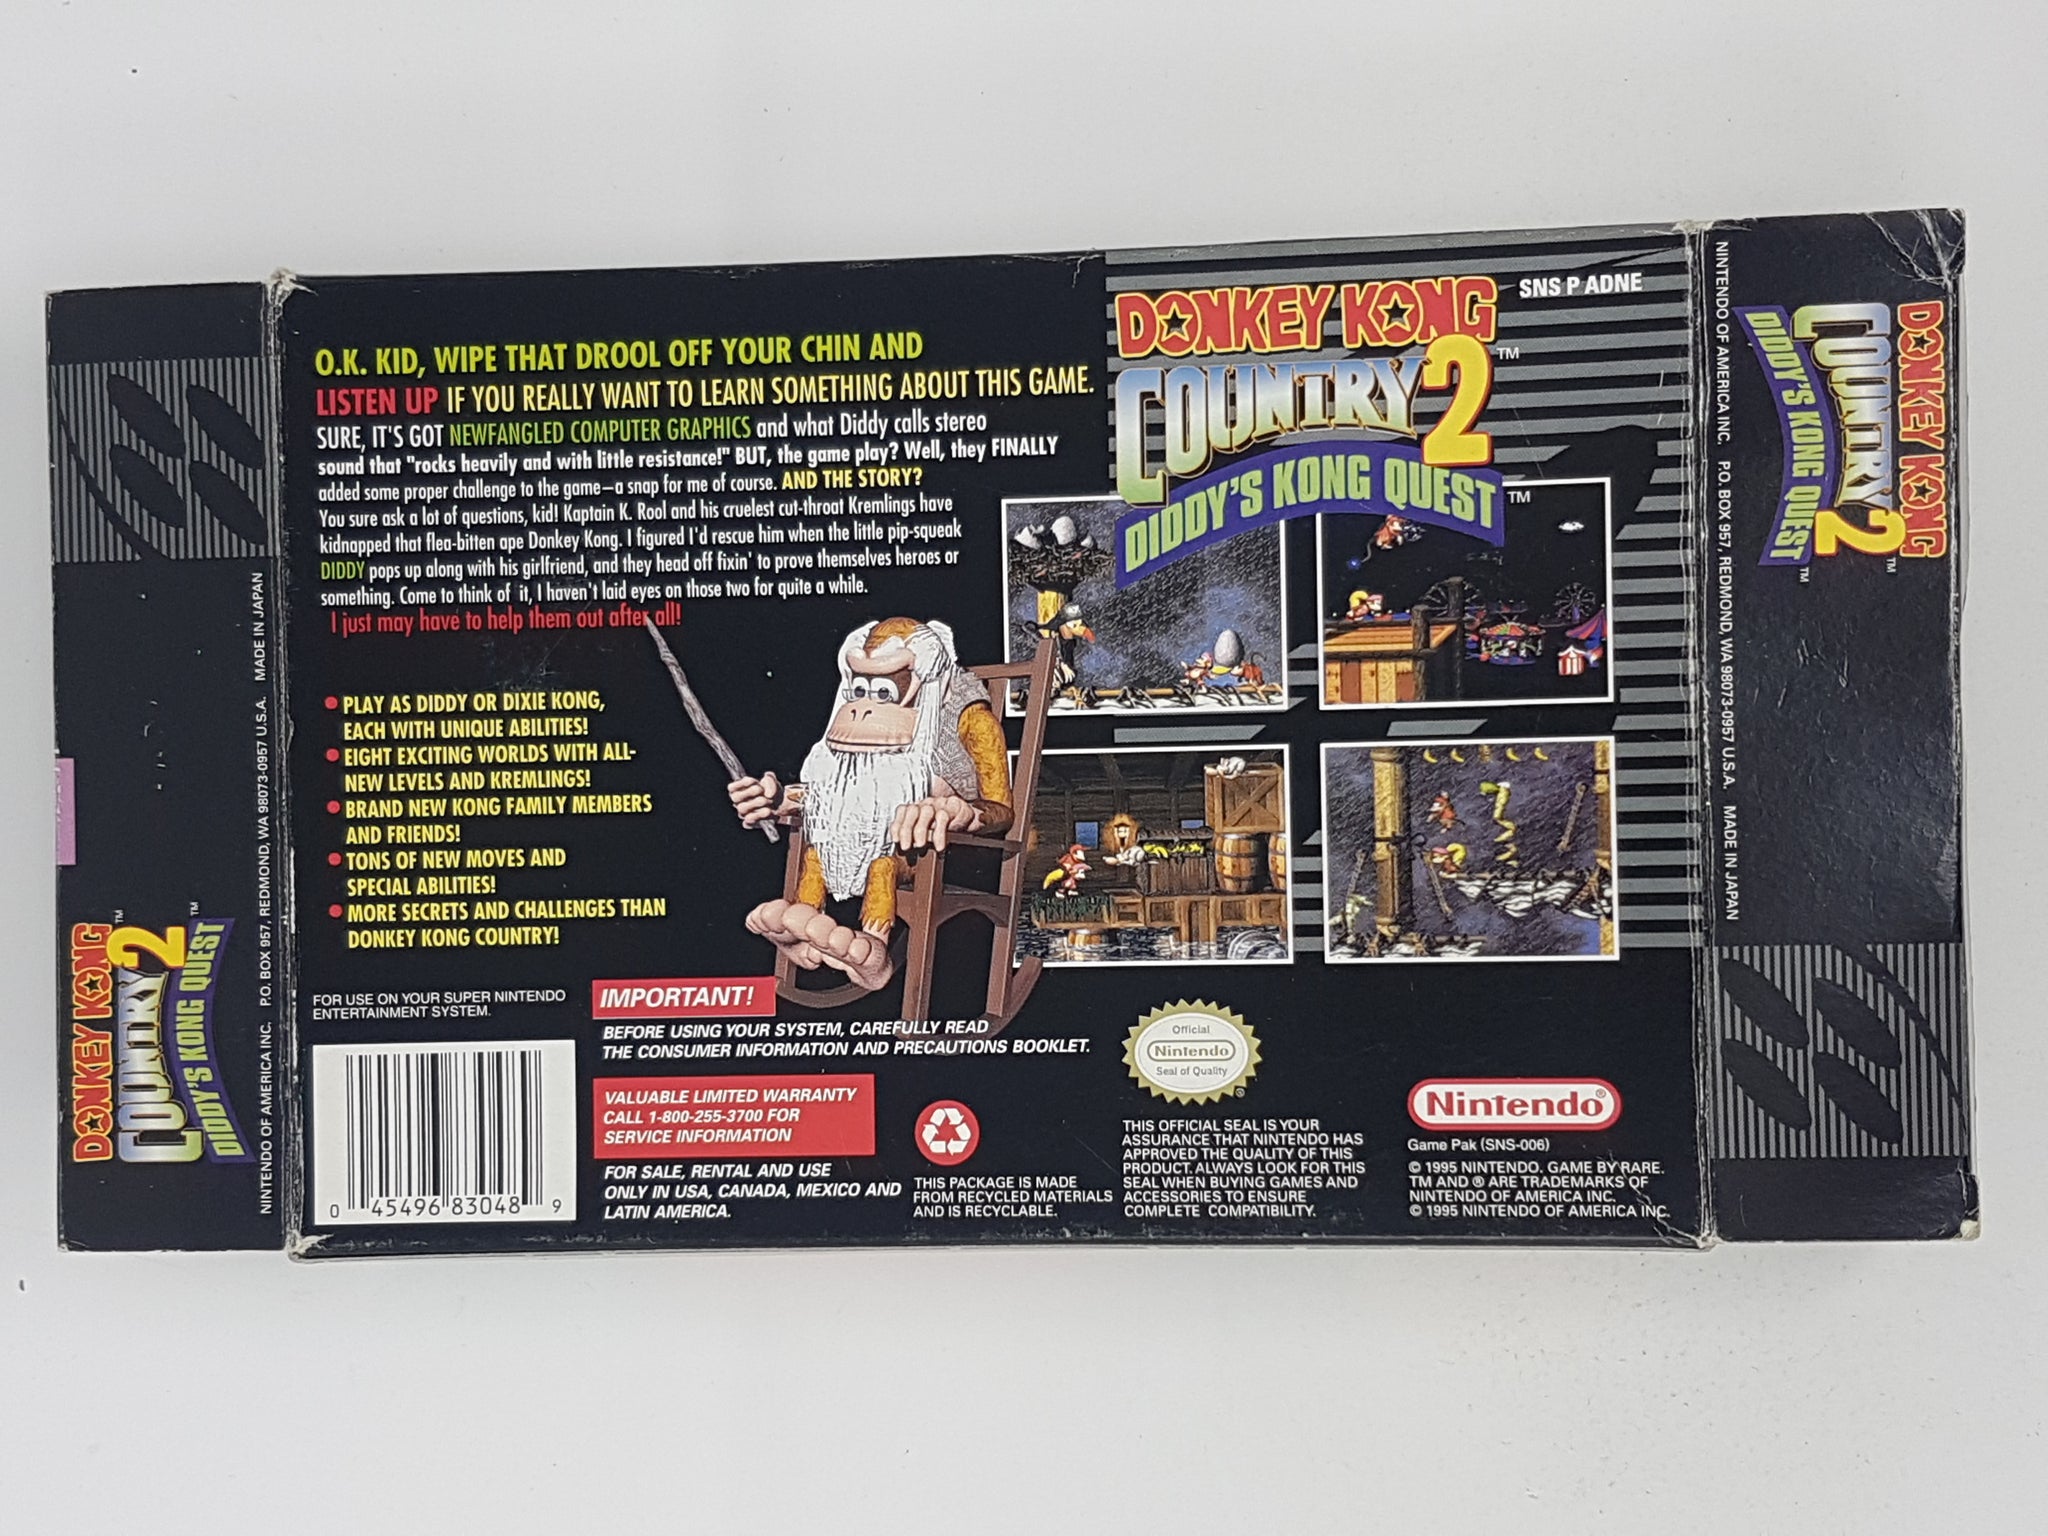 O.K. KID, WIPE THAT DROOL OFF YOUR CHIN AND
LISTEN UP IF YOU REALLY WANT TO LEARN SOMETHING ABOUT THIS GAME.
SURE, IT'S GOT NEWFANGLED COMPUTER GRAPHICS and what Diddy calls stereo
sound that "rocks heavily and with little resistance!" BUT, the game play? Well, they FINALLY
added some proper challenge to the game–a snap for me of course. AND THE STORY?
You sure ask a lot of questions, kid! Kaptain K. Rool and his cruelest cut-throat Kremlings have
kidnapped that flea-bitten ape Donkey Kong. I figured I'd rescue him when the little pip-squeak
DIDDY pops up along with his girlfriend, and they head off fixin' to prove themselves heroes or
something. Come to think of it, I haven't laid eyes on those two for quite a while.
I just may have to help them out after all!
• PLAY AS DIDDY OR DIXIE KONG,
EACH WITH UNIQUE ABILITIES!
• EIGHT EXCITING WORLDS WITH ALL-
NEW LEVELS AND KREMLINGS!
• BRAND NEW KONG FAMILY MEMBERS
AND FRIENDS!
• TONS OF NEW MOVES AND
SPECIAL ABILITIES!
• MORE SECRETS AND CHALLENGES THAN
DONKEY KONG COUNTRY!
SNS P ADNE
DONKEY KONG
COUNTRY 2 ™
DIDDY'S KONG QUEST ™
FOR USE ON YOUR SUPER NINTENDO
ENTERTAINMENT SYSTEM.
0 45496 83048 9
IMPORTANT!
BEFORE USING YOUR SYSTEM, CAREFULLY READ
THE CONSUMER INFORMATION AND PRECAUTIONS BOOKLET.
VALUABLE LIMITED WARRANTY
CALL 1-800-255-3700 FOR
SERVICE INFORMATION
FOR SALE, RENTAL AND USE
ONLY IN USA, CANADA, MEXICO AND
LATIN AMERICA.
THIS PACKAGE IS MADE
FROM RECYCLED MATERIALS
AND IS RECYCLABLE.
Official
Nintendo
Seal of Quality
®
THIS OFFICIAL SEAL IS YOUR
ASSURANCE THAT NINTENDO HAS
APPROVED THE QUALITY OF THIS
PRODUCT. ALWAYS LOOK FOR THIS
SEAL WHEN BUYING GAMES AND
ACCESSORIES TO ENSURE
COMPLETE COMPATIBILITY.
Nintendo®
Game Pak (SNS-006)
© 1995 NINTENDO. GAME BY RARE.
TM AND ® ARE TRADEMARKS OF
NINTENDO OF AMERICA INC.
© 1995 NINTENDO OF AMERICA INC.
DONKEY KONG
COUNTRY 2 ™
DIDDY'S KONG QUEST ™
NINTENDO OF AMERICA INC. P.O. BOX 957, REDMOND, WA 98073-0957 U.S.A. MADE IN JAPAN
DONKEY KONG
COUNTRY 2 ™
DIDDY'S KONG QUEST ™
NINTENDO OF AMERICA INC. P.O. BOX 957, REDMOND, WA 98073-0957 U.S.A. MADE IN JAPAN